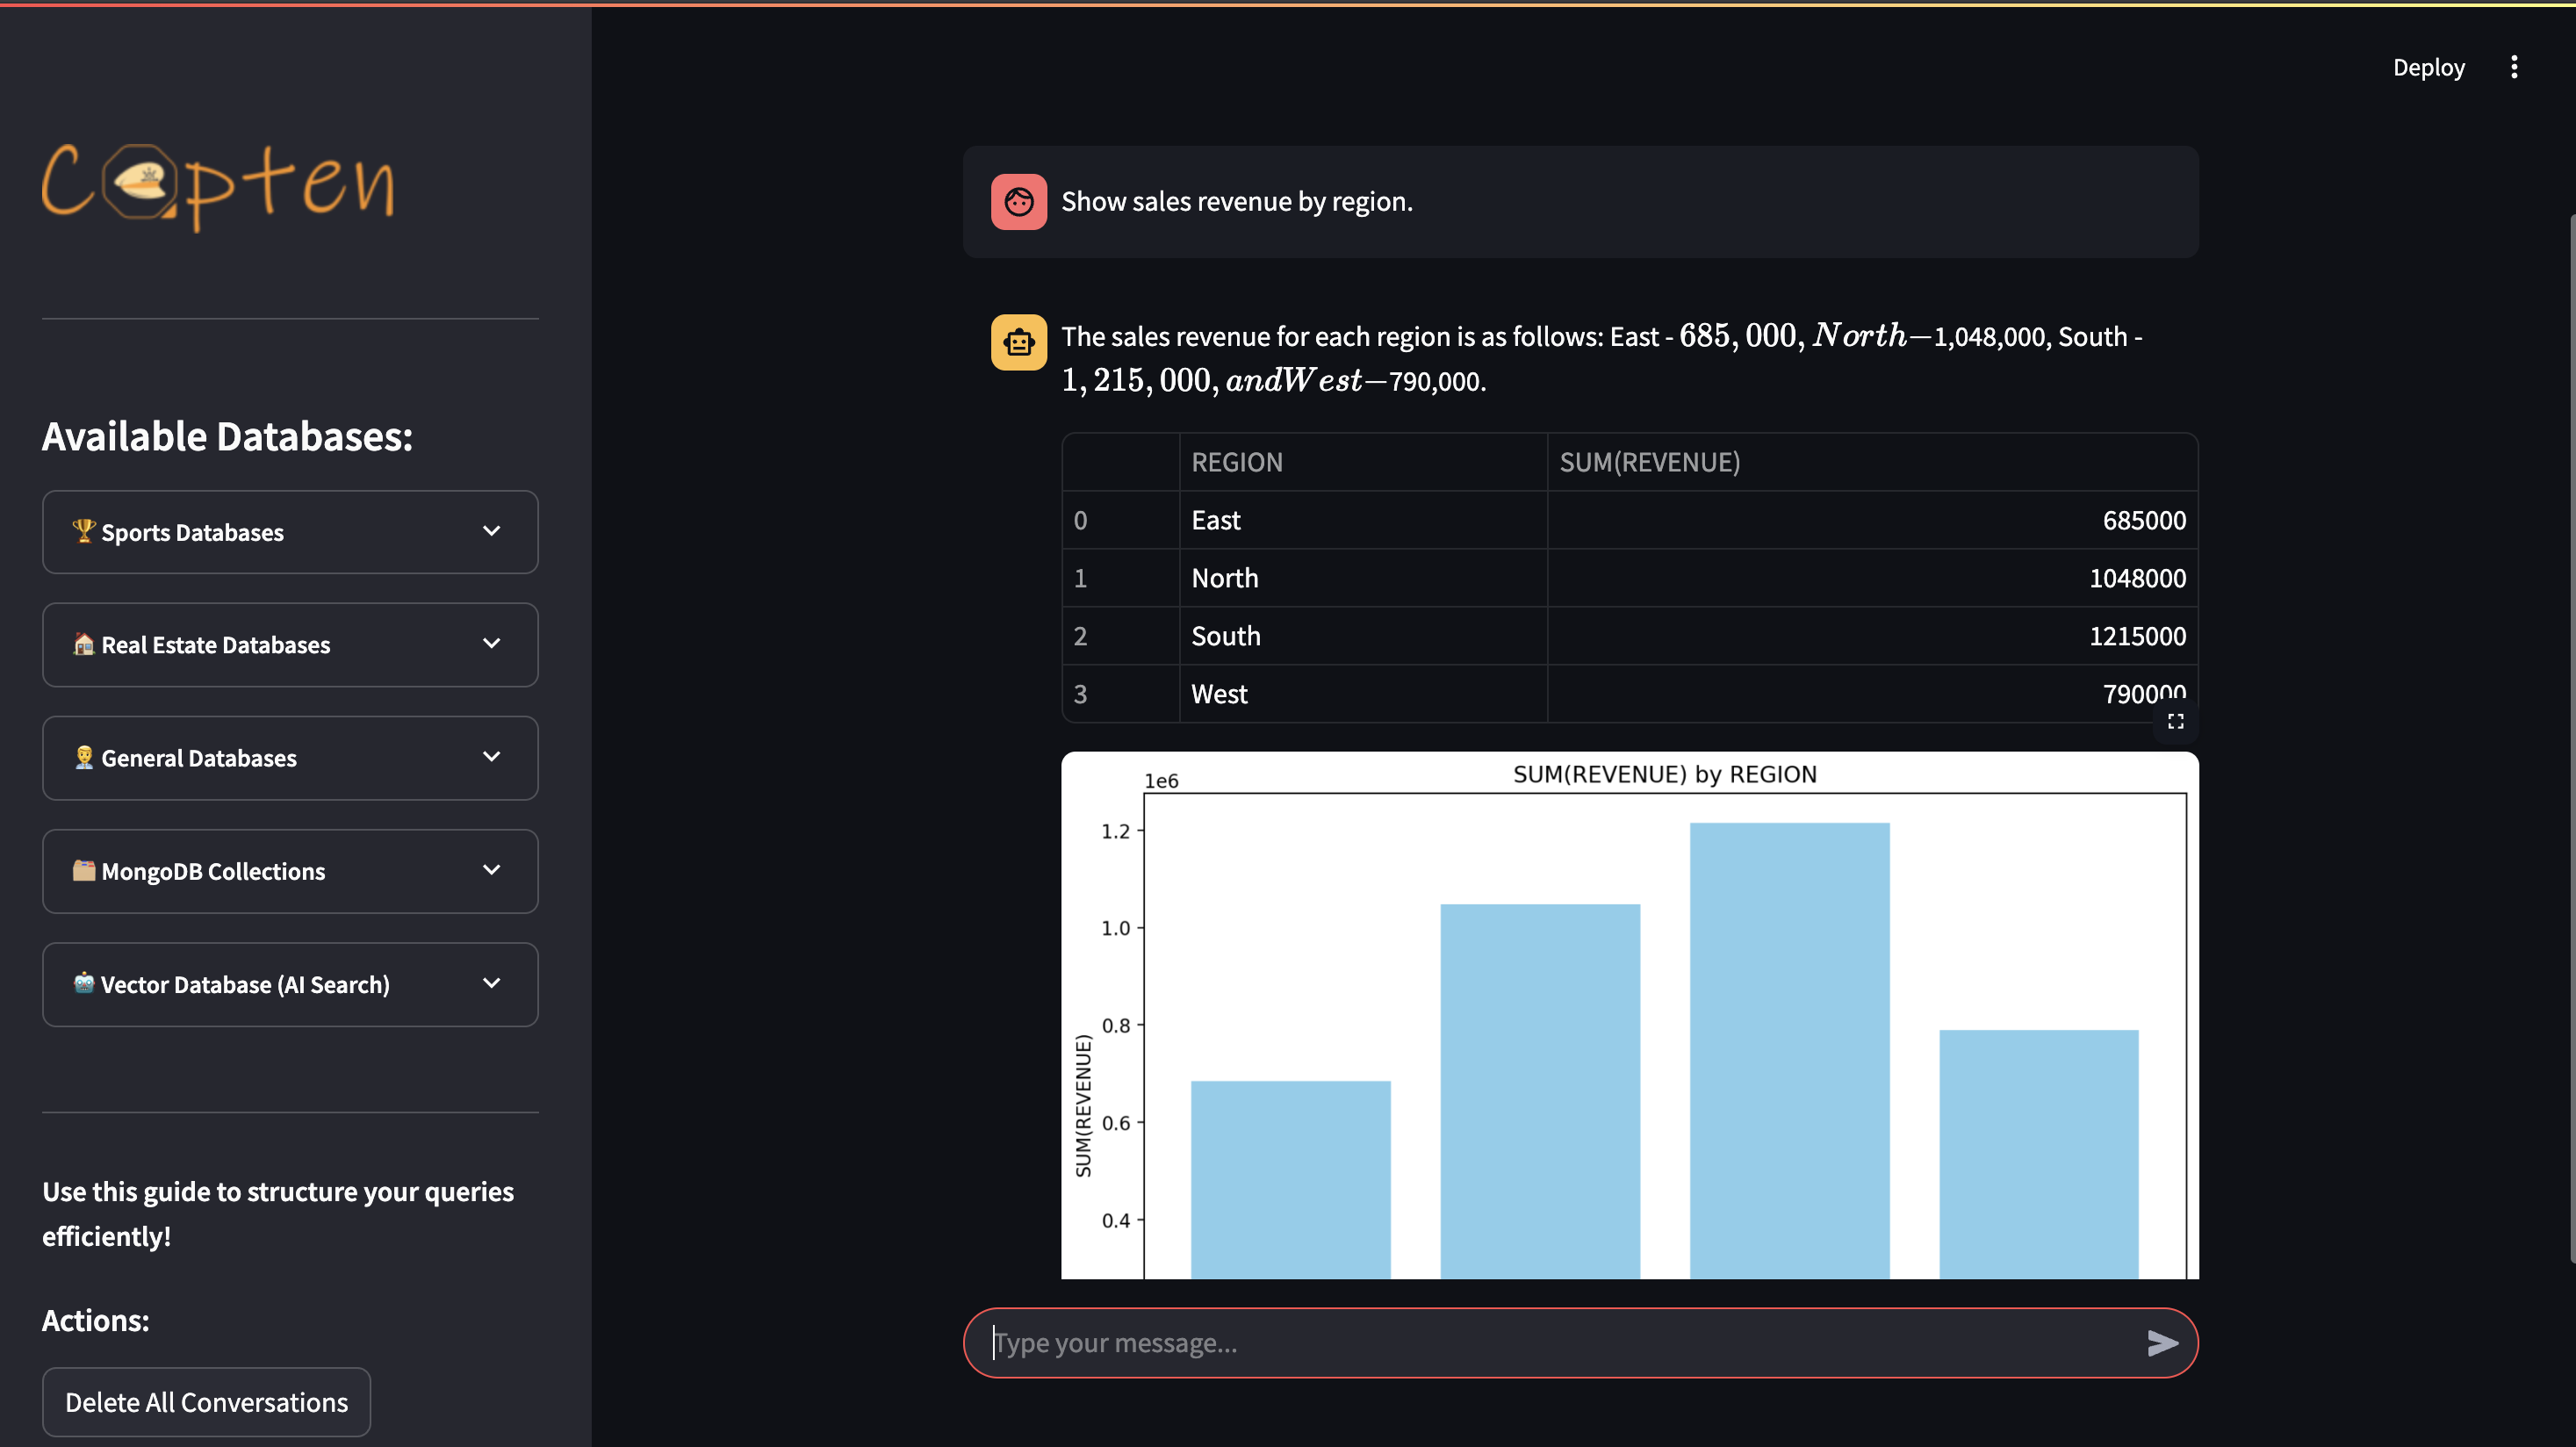 Deploy
Copten
Available Databases:
Sports Databases
Real Estate Databases
General Databases
MongoDB Collections
Vector Database (AI Search)
Use this guide to structure your queries
efficiently!
Actions:
Delete All Conversations
Show sales revenue by region.
The sales revenue for each region is as follows: East - 685, 000, North−1,048,000, South -
1, 215, 000, andWest−790,000.
REGION SUM(REVENUE)
0 East 685000
1 North 1048000
2 South 1215000
3 West 790000
SUM(REVENUE) by REGION
1e6
1.2
1.0
0.8
0.6
0.4
SUM(REVENUE)
Type your message...